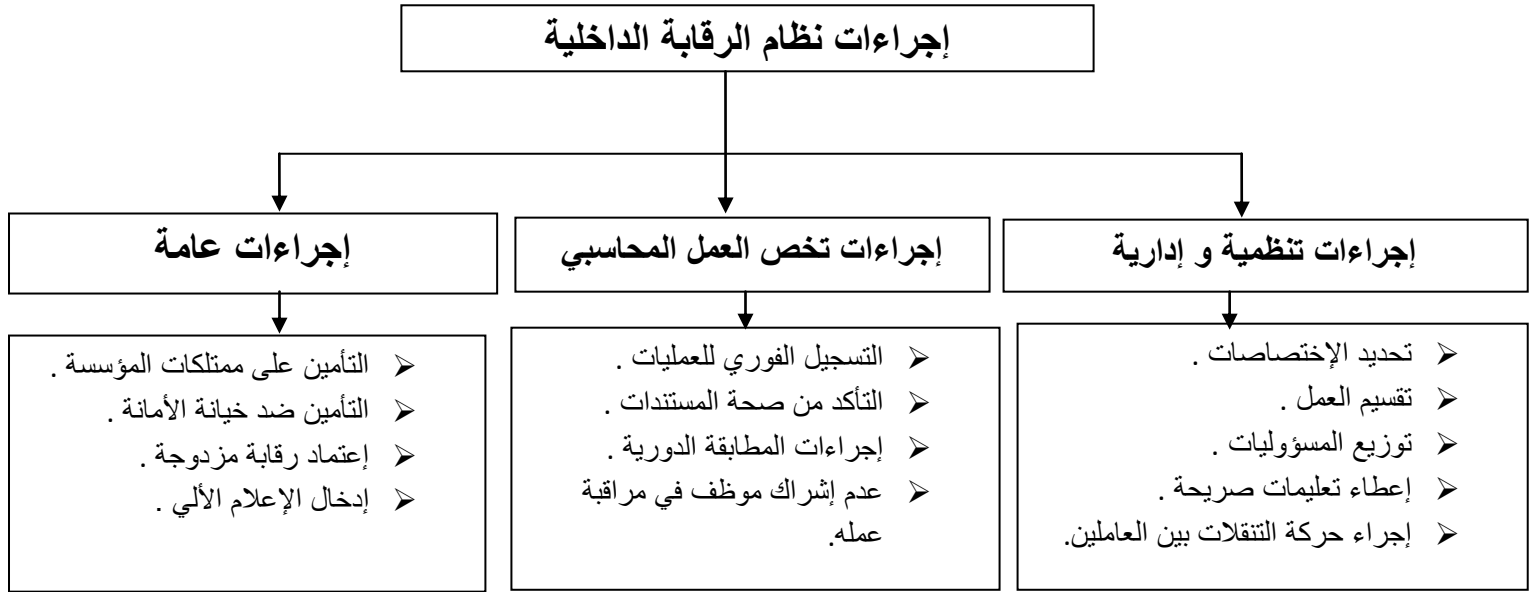 إجراءات نظام الرقابة الداخلية
إجراءات تنظمية و إدارية
إجراءات تخص العمل المحاسبي
إجراءات عامة
➢ تحديد الإختصاصات .
➢ تقسيم العمل .
➢ توزيع المسؤوليات .
➢ إعطاء تعليمات صريحة .
➢ إجراء حركة التنقلات بين العاملين.
➢ التسجيل الفوري للعمليات .
➢ التأكد من صحة المستندات .
➢ إجراءات المطابقة الدورية .
➢ عدم إشراك موظف في مراقبة
عمله.
➢ التأمين على ممتلكات المؤسسة .
➢ التأمين ضد خيانة الأمانة .
➢ إعتماد رقابة مزدوجة .
➢ إدخال الإعلام الألي .